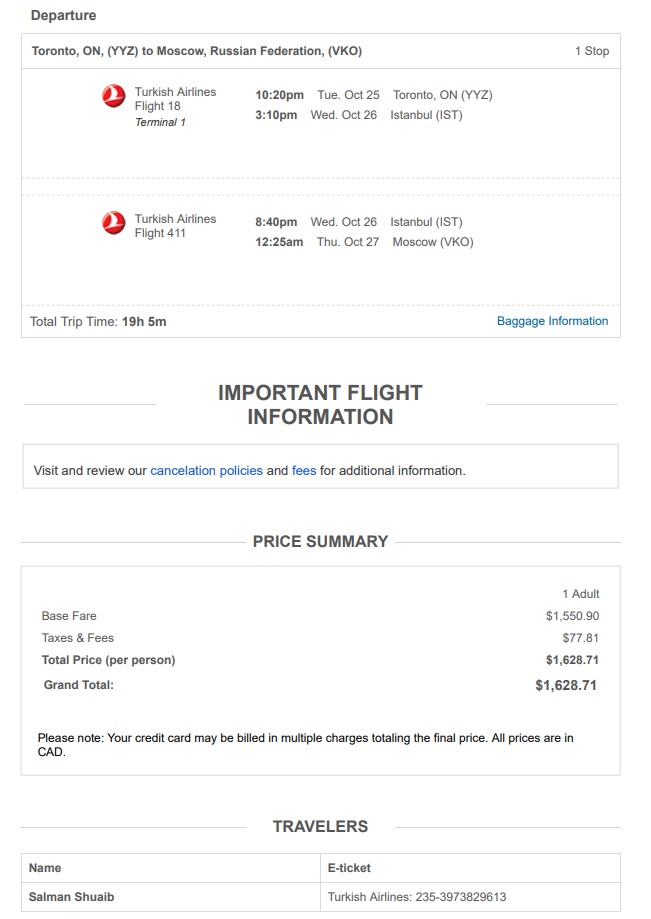 Departure
Toronto, ON, (YYZ) to Moscow, Russian Federation, (VKO) 1 Stop
Turkish Airlines 10:20pm Tue. Oct 25 Toronto, ON (YYZ)
Flight 18 3:10pm Wed. Oct 26 Istanbul (IST)
Terminal 1
Turkish Airlines 8:40pm Wed. Oct 26 Istanbul (IST)
Flight 411 12:25am Thu. Oct 27 Moscow (VKO)
Total Trip Time: 19h 5m Baggage Information
IMPORTANT FLIGHT
INFORMATION
Visit and review our cancelation policies and fees for additional information.
PRICE SUMMARY
1 Adult
Base Fare $1,550.90
Taxes & Fees $77.81
Total Price (per person) $1,628.71
Grand Total: $1,628.71
Please note: Your credit card may be billed in multiple charges totaling the final price. All prices are in
CAD.
TRAVELERS
Name E-ticket
Salman Shuaib Turkish Airlines: 235-3973829613